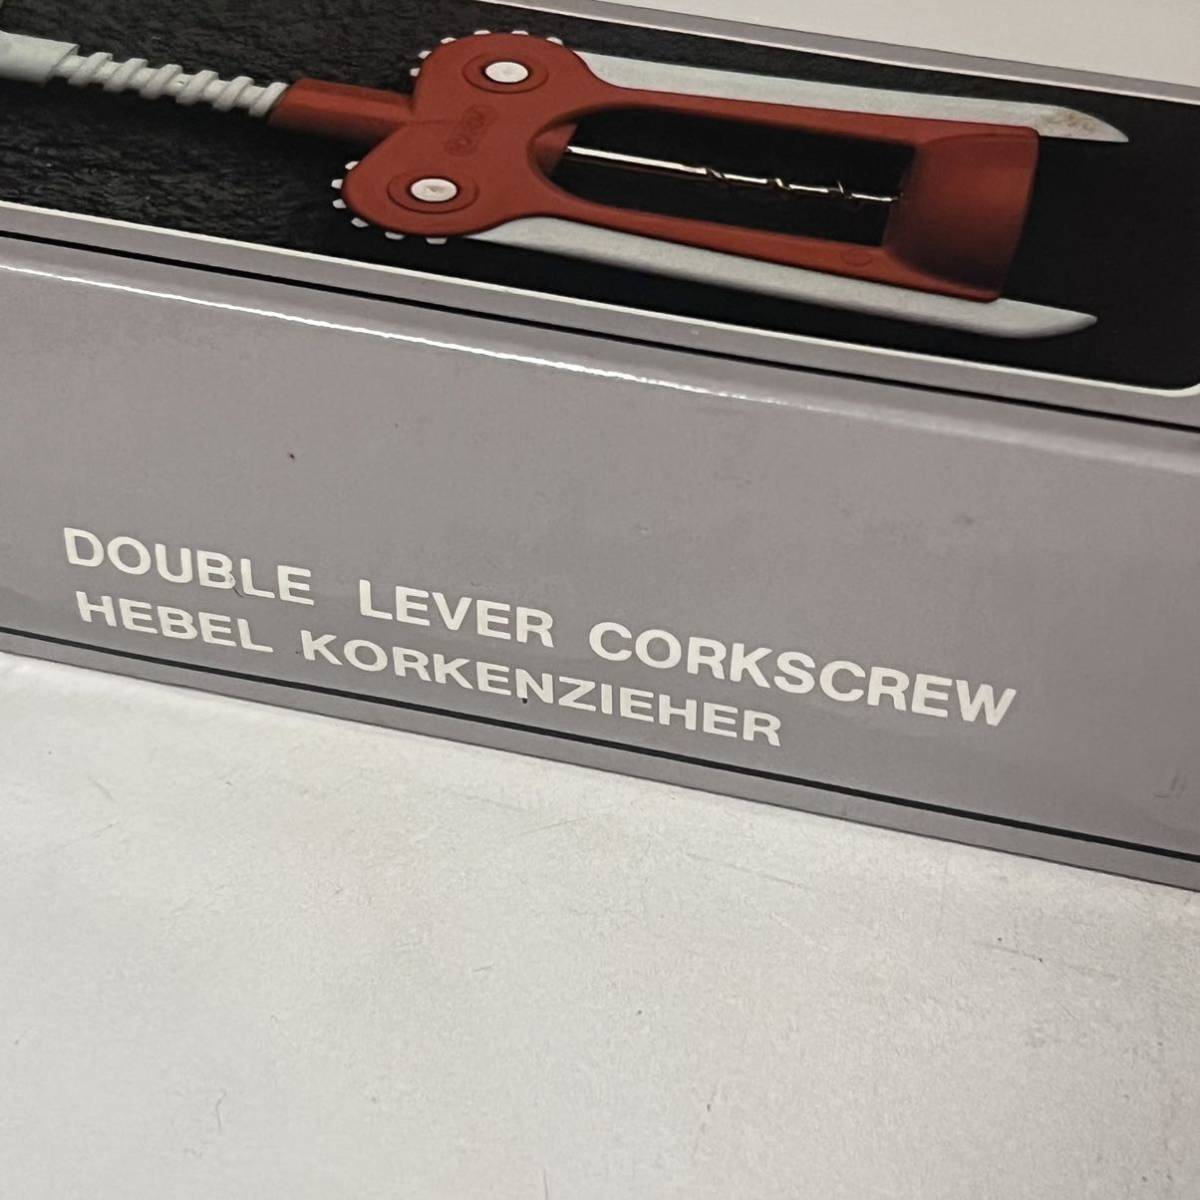 DOUBLE LEVER CORKSCREW
HEBEL KORKENZIEHER